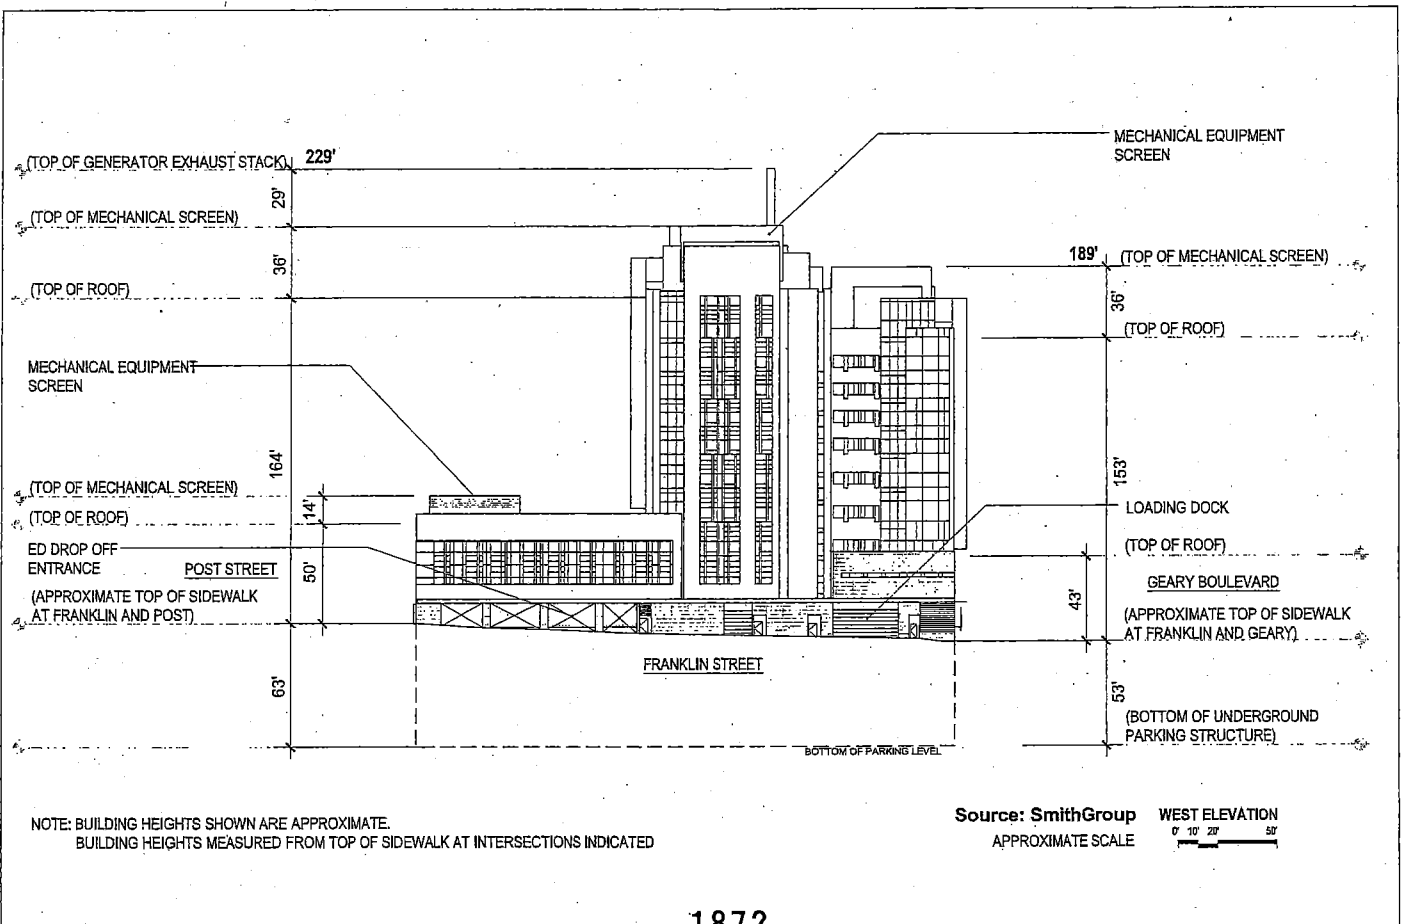 (TOP OF GENERATOR EXHAUST STACK) 229'
29'
(TOP OF MECHANICAL SCREEN)
36'
(TOP OF ROOF)
MECHANICAL EQUIPMENT
SCREEN
164'
(TOP OF MECHANICAL SCREEN)
14'
(TOP OF ROOF)
ED DROP OFF
ENTRANCE
POST STREET
50'
(APPROXIMATE TOP OF SIDEWALK
AT FRANKLIN AND POST)
63'
MECHANICAL EQUIPMENT
SCREEN
189' (TOP OF MECHANICAL SCREEN)
36'
(TOP OF ROOF)
153'
LOADING DOCK
(TOP OF ROOF)
GEARY BOULEVARD
43'
(APPROXIMATE TOP OF SIDEWALK
AT FRANKLIN AND GEARY)
53'
(BOTTOM OF UNDERGROUND
PARKING STRUCTURE)
FRANKLIN STREET
BOTTOM OF PARKING LEVEL
NOTE: BUILDING HEIGHTS SHOWN ARE APPROXIMATE.
BUILDING HEIGHTS MEASURED FROM TOP OF SIDEWALK AT INTERSECTIONS INDICATED
Source: SmithGroup
APPROXIMATE SCALE
WEST ELEVATION
0' 10' 20' 50'
1872